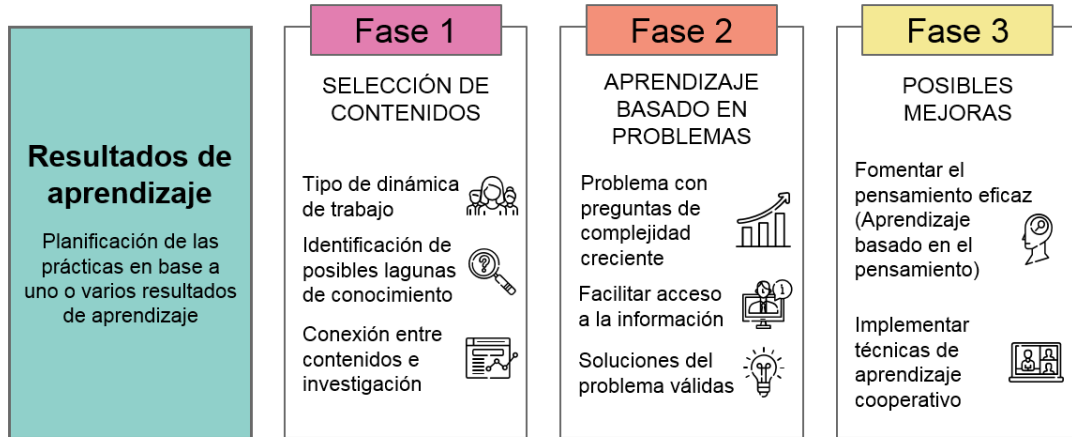 Resultados de
aprendizaje
Planificación de las
prácticas en base a
uno o varios resultados
de aprendizaje
Fase 1
SELECCIÓN DE
CONTENIDOS
Tipo de dinámica
de trabajo
Identificación de
posibles lagunas
de conocimiento
Conexión entre
contenidos e
investigación
Fase 2
APRENDIZAJE
BASADO EN
PROBLEMAS
Problema con
preguntas de
complejidad
creciente
Facilitar acceso
a la información
Soluciones del
problema válidas
Fase 3
POSIBLES
MEJORAS
Fomentar el
pensamiento eficaz
(Aprendizaje
basado en el
pensamiento)
Implementar
técnicas de
aprendizaje
cooperativo